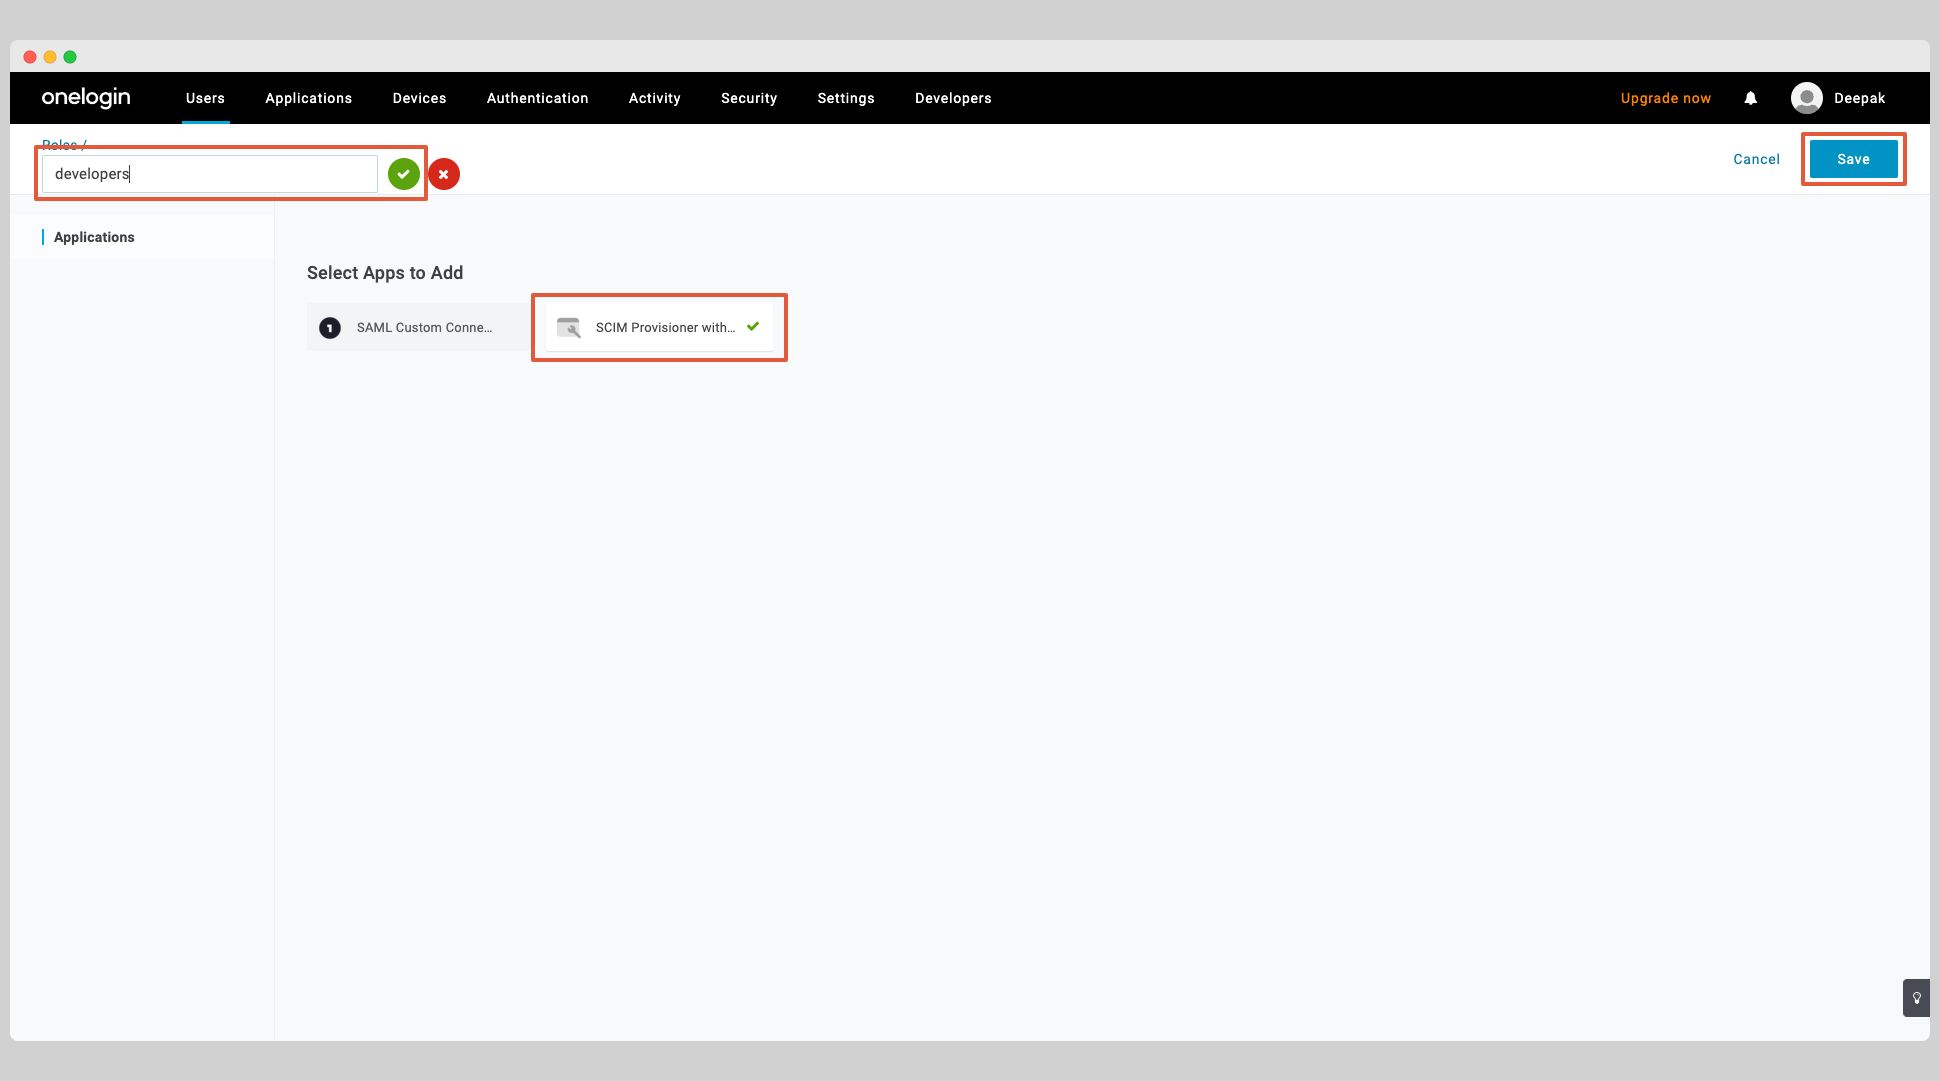 onelogin Users Applications Devices Authentication Activity Security Settings Developers Upgrade now Deepak
Roles /
developers
Cancel Save
Applications
Select Apps to Add
1 SAML Custom Conne...
SCIM Provisioner with...